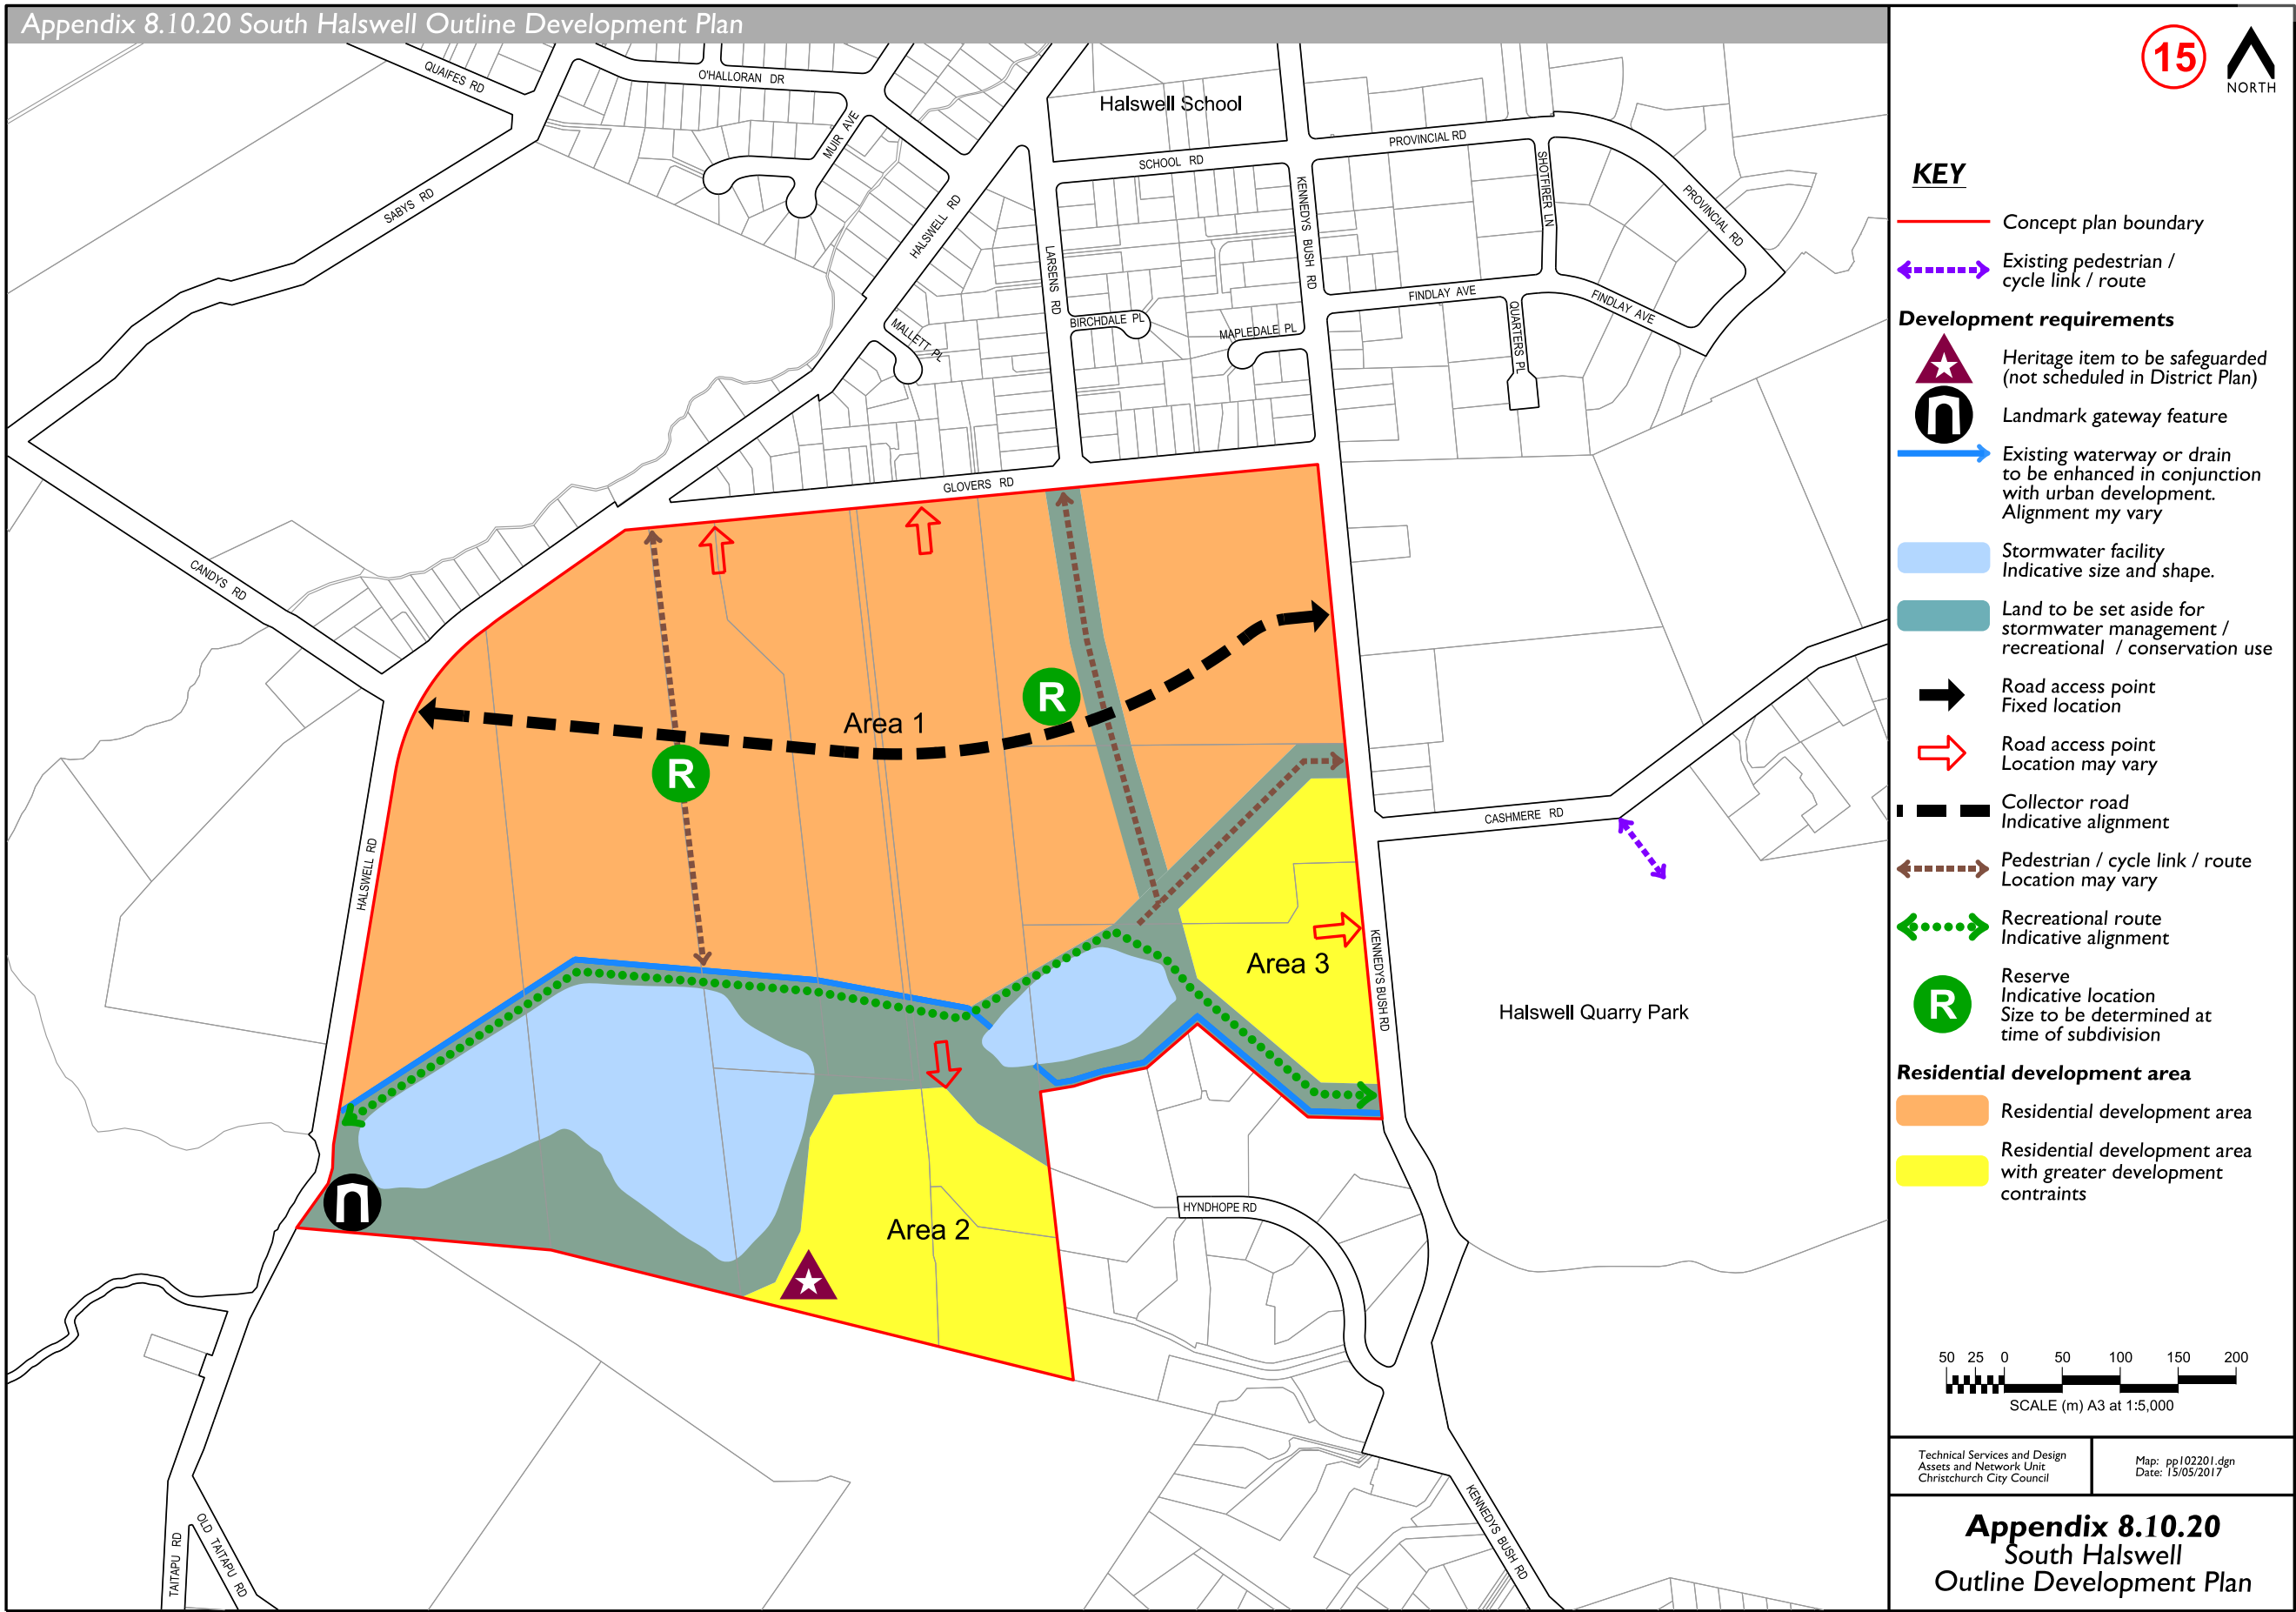 Appendix 8.10.20 South Halswell Outline Development Plan
QUAIFES RD
O'HALLORAN DR
MUIR AVE
SABYS RD
HALSWELL RD
Halswell School
SCHOOL RD
PROVINCIAL RD
SHOTFIRER LN
PROVINCIAL RD
KENNEDYS BUSH RD
LARSENS RD
BIRCHDALE PL
MAPLEDALE PL
MALLETT PL
FINDLAY AVE
FINDLAY AVE
QUARTERS PL
GLOVERS RD
CANDYS RD
HALSWELL RD
R
R
Area 1
CASHMERE RD
Area 3
KENNEDYS BUSH RD
Halswell Quarry Park
Area 2
HYNDHOPE RD
KENNEDYS BUSH RD
TAITAPU RD
OLD TAITAPU RD
15
NORTH
KEY
Concept plan boundary
Existing pedestrian /
cycle link / route
Development requirements
Heritage item to be safeguarded
(not scheduled in District Plan)
Landmark gateway feature
Existing waterway or drain
to be enhanced in conjunction
with urban development.
Alignment my vary
Stormwater facility
Indicative size and shape.
Land to be set aside for
stormwater management /
recreational / conservation use
Road access point
Fixed location
Road access point
Location may vary
Collector road
Indicative alignment
Pedestrian / cycle link / route
Location may vary
Recreational route
Indicative alignment
R
Reserve
Indicative location
Size to be determined at
time of subdivision
Residential development area
Residential development area
Residential development area
with greater development
contraints
50 25 0 50 100 150 200
SCALE (m) A3 at 1:5,000
Technical Services and Design
Assets and Network Unit
Christchurch City Council
Map: pp102201.dgn
Date: 15/05/2017
Appendix 8.10.20
South Halswell
Outline Development Plan